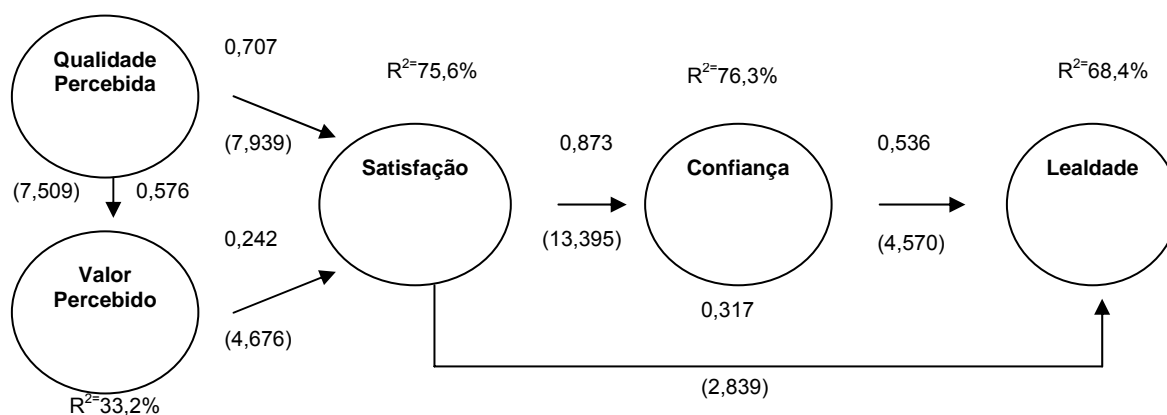 0,707
Qualidade
Percebida
R²⁼75,6%
R²⁼76,3%
R²⁼68,4%
(7,939)
0,873
0,536
Satisfação
Confiança
Lealdade
(7,509)
0,576
0,242
(13,395)
(4,570)
Valor
Percebido
0,317
(4,676)
(2,839)
R²⁼33,2%